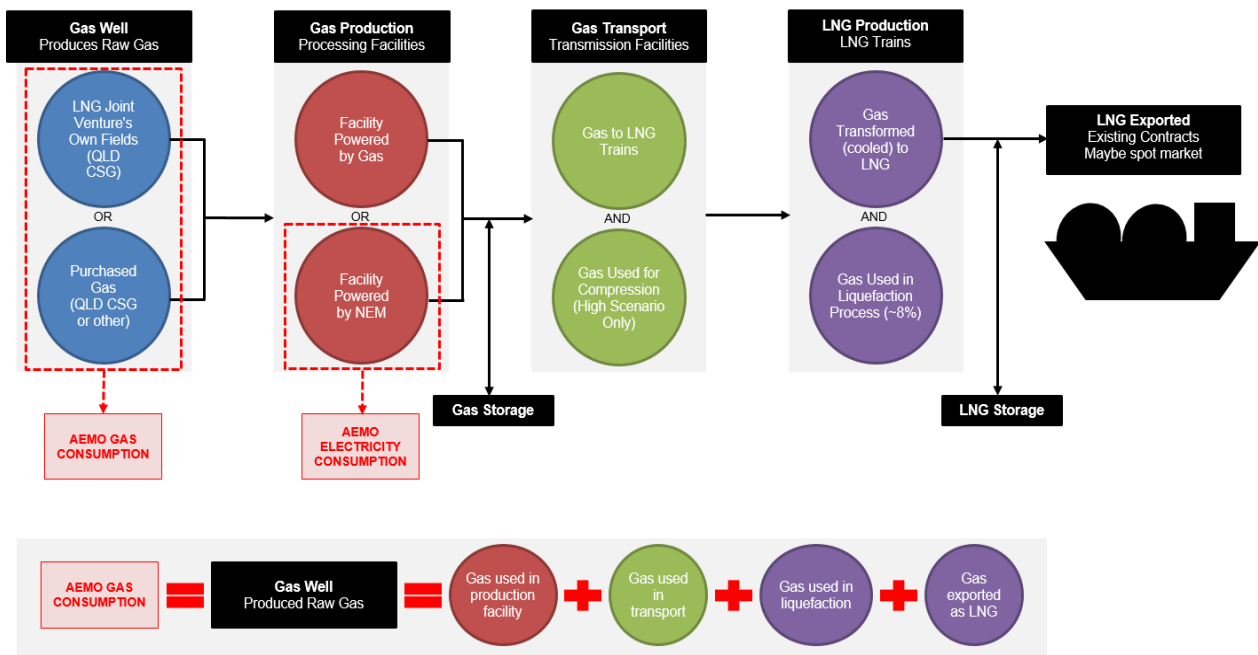 Gas Well
Produces Raw Gas
Gas Production
Processing Facilities
Gas Transport
Transmission Facilities
LNG Production
LNG Trains
LNG Joint
Venture's
Own Fields
(QLD
CSG)
OR
Purchased
Gas
(QLD CSG
or other)
Facility
Powered
by Gas
OR
Facility
Powered
by NEM
Gas to LNG
Trains
AND
Gas Used for
Compression
(High Scenario
Only)
Gas
Transformed
(cooled) to
LNG
AND
Gas Used in
Liquefaction
Process (~8%)
LNG Exported
Existing Contracts
Maybe spot market
AEMO GAS
CONSUMPTION
AEMO
ELECTRICITY
CONSUMPTION
Gas Storage
LNG Storage
AEMO GAS
CONSUMPTION
=
Gas Well
Produced Raw Gas
=
Gas used in
production
facility
+
Gas used
in
transport
+
Gas used in
liquefaction
+
Gas
exported
as LNG